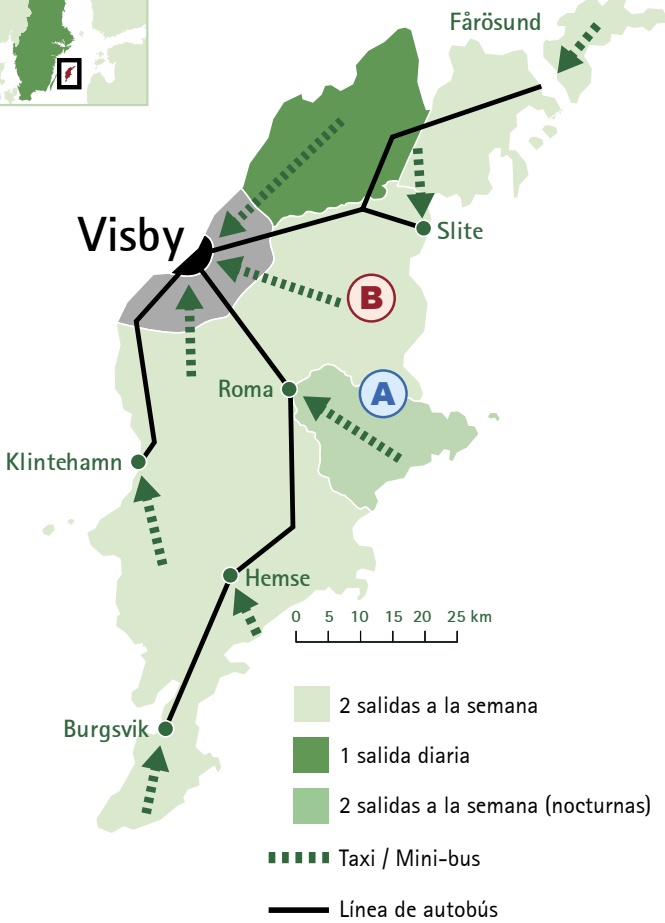 Fårösund
Visby
Slite
B
Roma
A
Klintehamn
Hemse
0 5 10 15 20 25 km
2 salidas a la semana
Burgsvik
1 salida diaria
2 salidas a la semana (nocturnas)
Taxi / Mini-bus
Línea de autobús